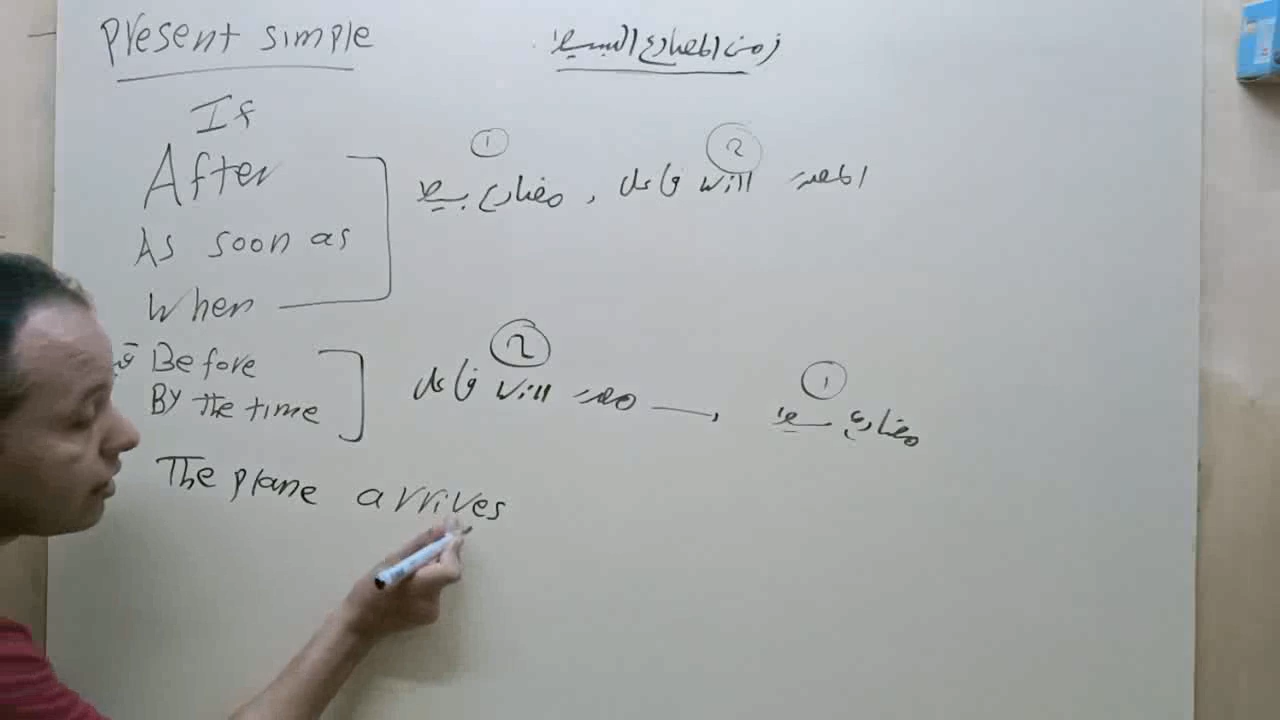 present simple زمن المضارع البسيط
If
After
① مضارع بسيط , فاعل will المصدر ②
As soon as
When
قبل Before
② فاعل will مصدر , ① مضارع بسيط
By the time
The plane arrives